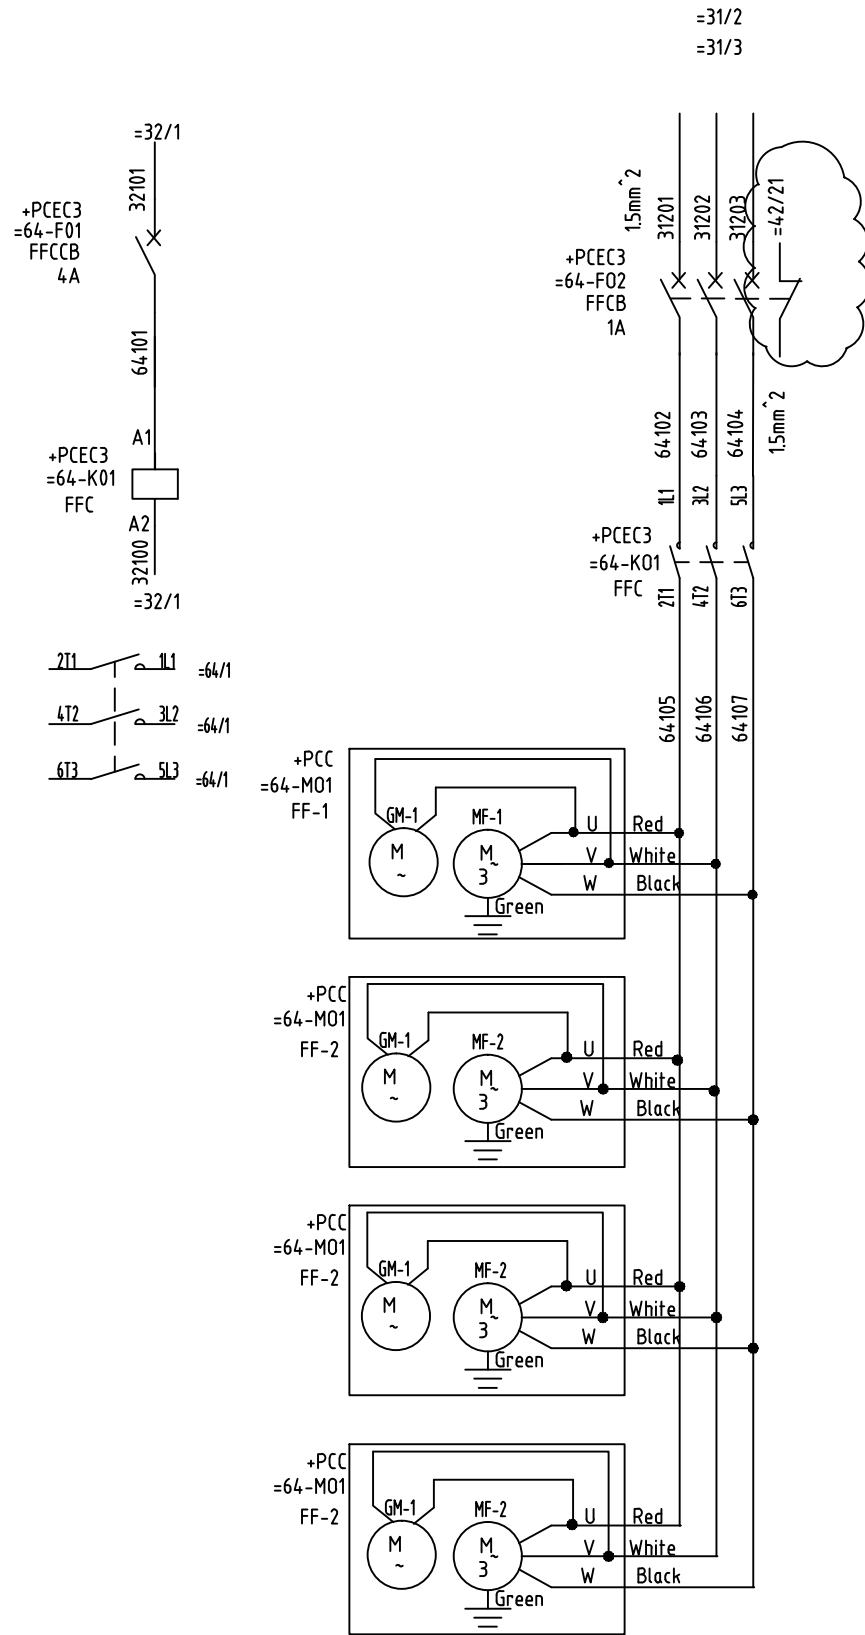 =31/2
=31/3
=32/1
32101
+PCEC3
=64-F01
FFCCB
4A
64101
A1
+PCEC3
=64-K01
FFC
A2
32100
=32/1
2T1
1L1
=64/1
4T2
3L2
=64/1
6T3
5L3
=64/1
1.5mm^2
31201
31202
31203
=42/21
+PCEC3
=64-F02
FFCB
1A
64102
64103
64104
1.5mm^2
1L1
3L2
5L3
+PCEC3
=64-K01
FFC
2T1
4T2
6T3
64105
64106
64107
+PCC
=64-M01
FF-1
GM-1
M
~
MF-1
M
3~
U
Red
V
White
W
Black
Green
+PCC
=64-M01
FF-2
GM-1
M
~
MF-2
M
3~
U
Red
V
White
W
Black
Green
+PCC
=64-M01
FF-2
GM-1
M
~
MF-2
M
3~
U
Red
V
White
W
Black
Green
+PCC
=64-M01
FF-2
GM-1
M
~
MF-2
M
3~
U
Red
V
White
W
Black
Green